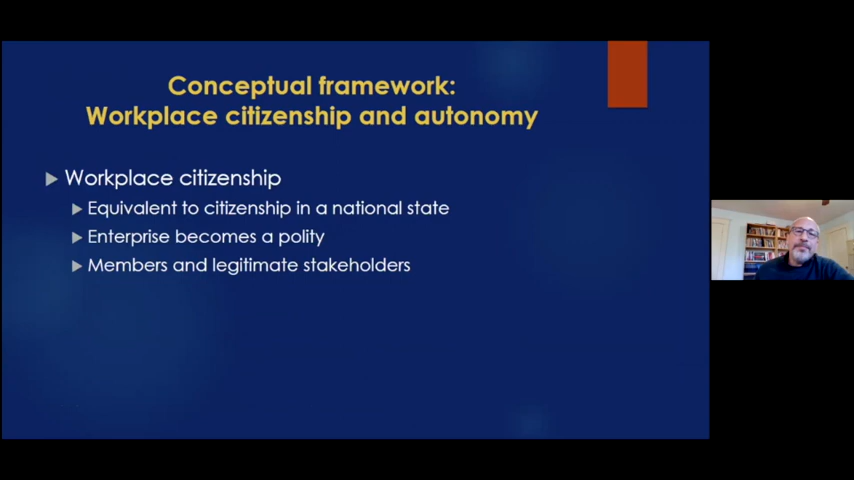 Conceptual framework:
Workplace citizenship and autonomy
Workplace citizenship
Equivalent to citizenship in a national state
Enterprise becomes a polity
Members and legitimate stakeholders